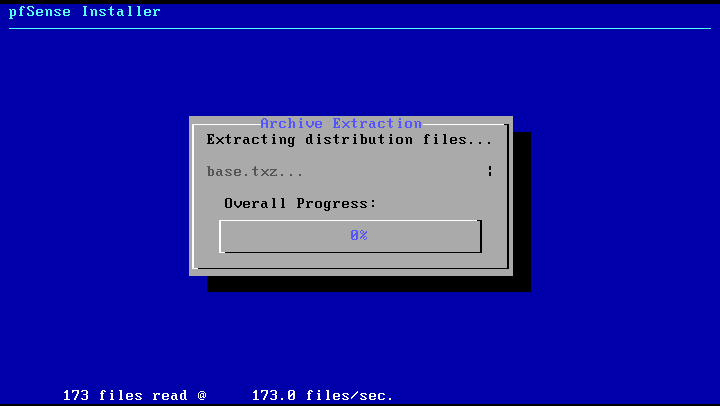 pfSense Installer
Archive Extraction
Extracting distribution files...
base.txz...
Overall Progress:
0%
173 files read @ 173.0 files/sec.